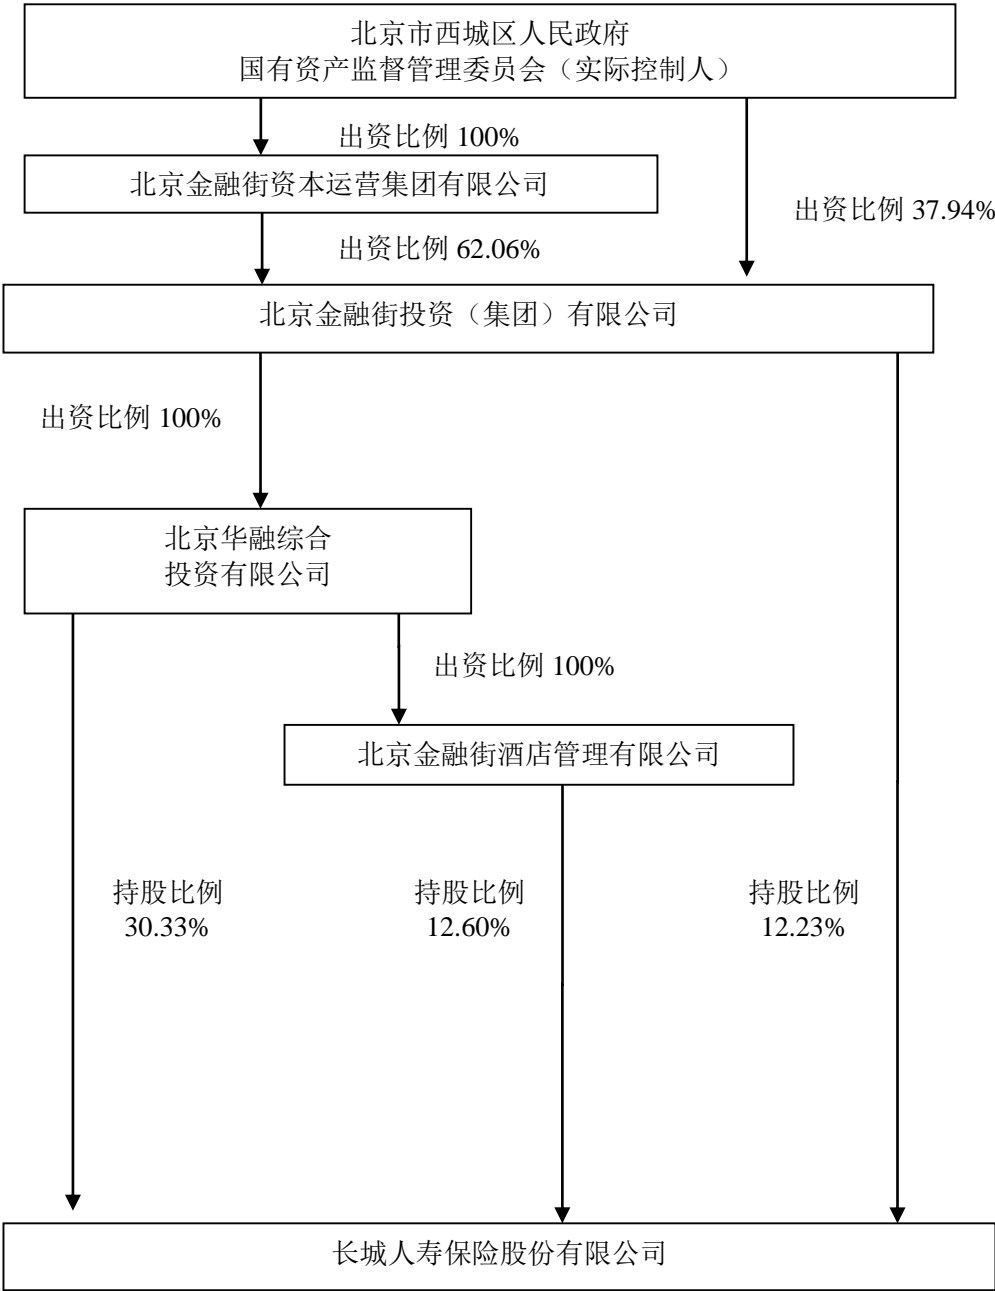 北京市西城区人民政府
国有资产监督管理委员会（实际控制人）
出资比例 100%
北京金融街资本运营集团有限公司
出资比例 37.94%
出资比例 62.06%
北京金融街投资（集团）有限公司
出资比例 100%
北京华融综合
投资有限公司
出资比例 100%
北京金融街酒店管理有限公司
持股比例
30.33%
持股比例
12.60%
持股比例
12.23%
长城人寿保险股份有限公司